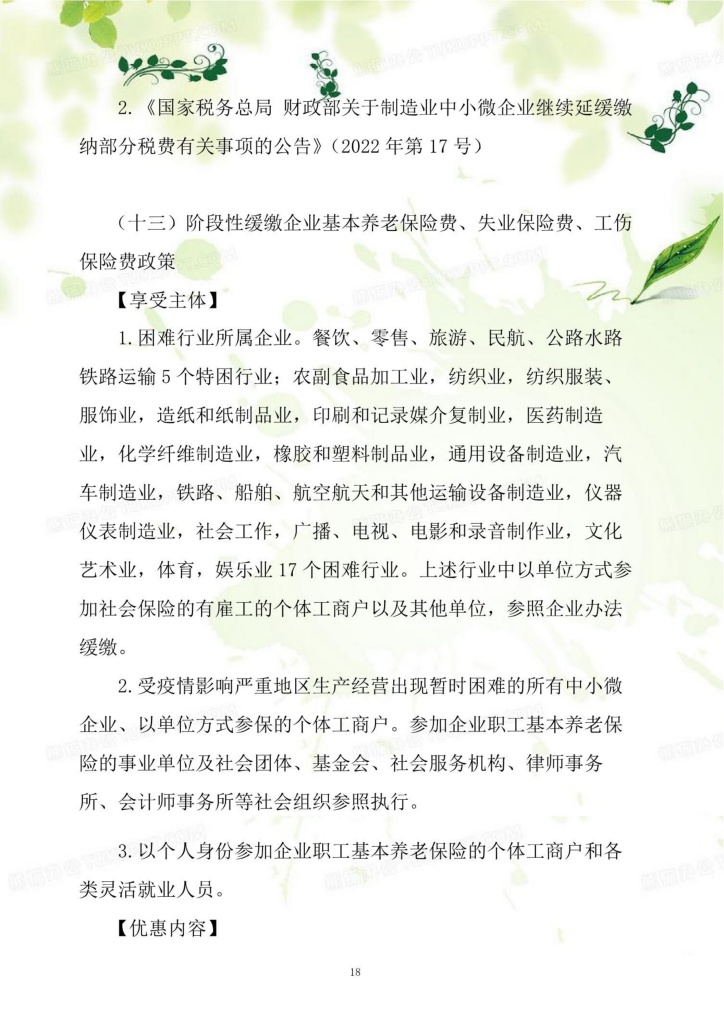 2.《国家税务总局 财政部关于制造业中小微企业继续延缓缴
纳部分税费有关事项的公告》（2022 年第 17 号）
（十三）阶段性缓缴企业基本养老保险费、失业保险费、工伤
保险费政策
【享受主体】
1.困难行业所属企业。餐饮、零售、旅游、民航、公路水路
铁路运输 5 个特困行业；农副食品加工业，纺织业，纺织服装、
服饰业，造纸和纸制品业，印刷和记录媒介复制业，医药制造
业，化学纤维制造业，橡胶和塑料制品业，通用设备制造业，汽
车制造业，铁路、船舶、航空航天和其他运输设备制造业，仪器
仪表制造业，社会工作，广播、电视、电影和录音制作业，文化
艺术业，体育，娱乐业 17 个困难行业。上述行业中以单位方式参
加社会保险的有雇工的个体工商户以及其他单位，参照企业办法
缓缴。
2.受疫情影响严重地区生产经营出现暂时困难的所有中小微
企业、以单位方式参保的个体工商户。参加企业职工基本养老保
险的事业单位及社会团体、基金会、社会服务机构、律师事务
所、会计师事务所等社会组织参照执行。
3.以个人身份参加企业职工基本养老保险的个体工商户和各
类灵活就业人员。
【优惠内容】
18